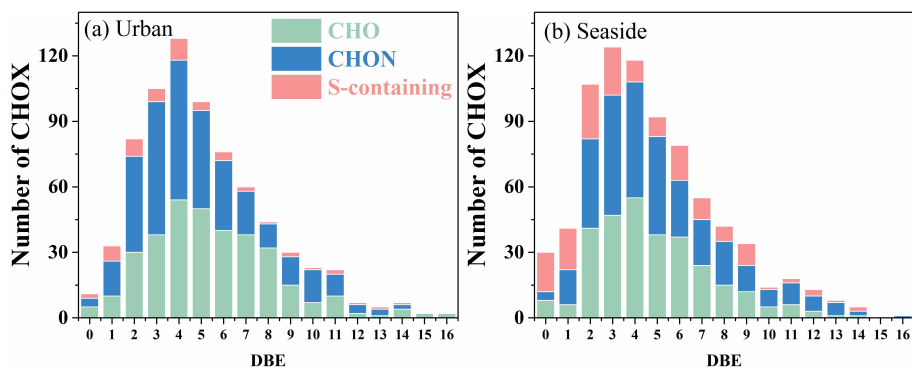 (a) Urban
CHO
CHON
S-containing
Number of CHOX
120
90
60
30
0
0 1 2 3 4 5 6 7 8 9 10 11 12 13 14 15 16
DBE
(b) Seaside
Number of CHOX
120
90
60
30
0
0 1 2 3 4 5 6 7 8 9 10 11 12 13 14 15 16
DBE